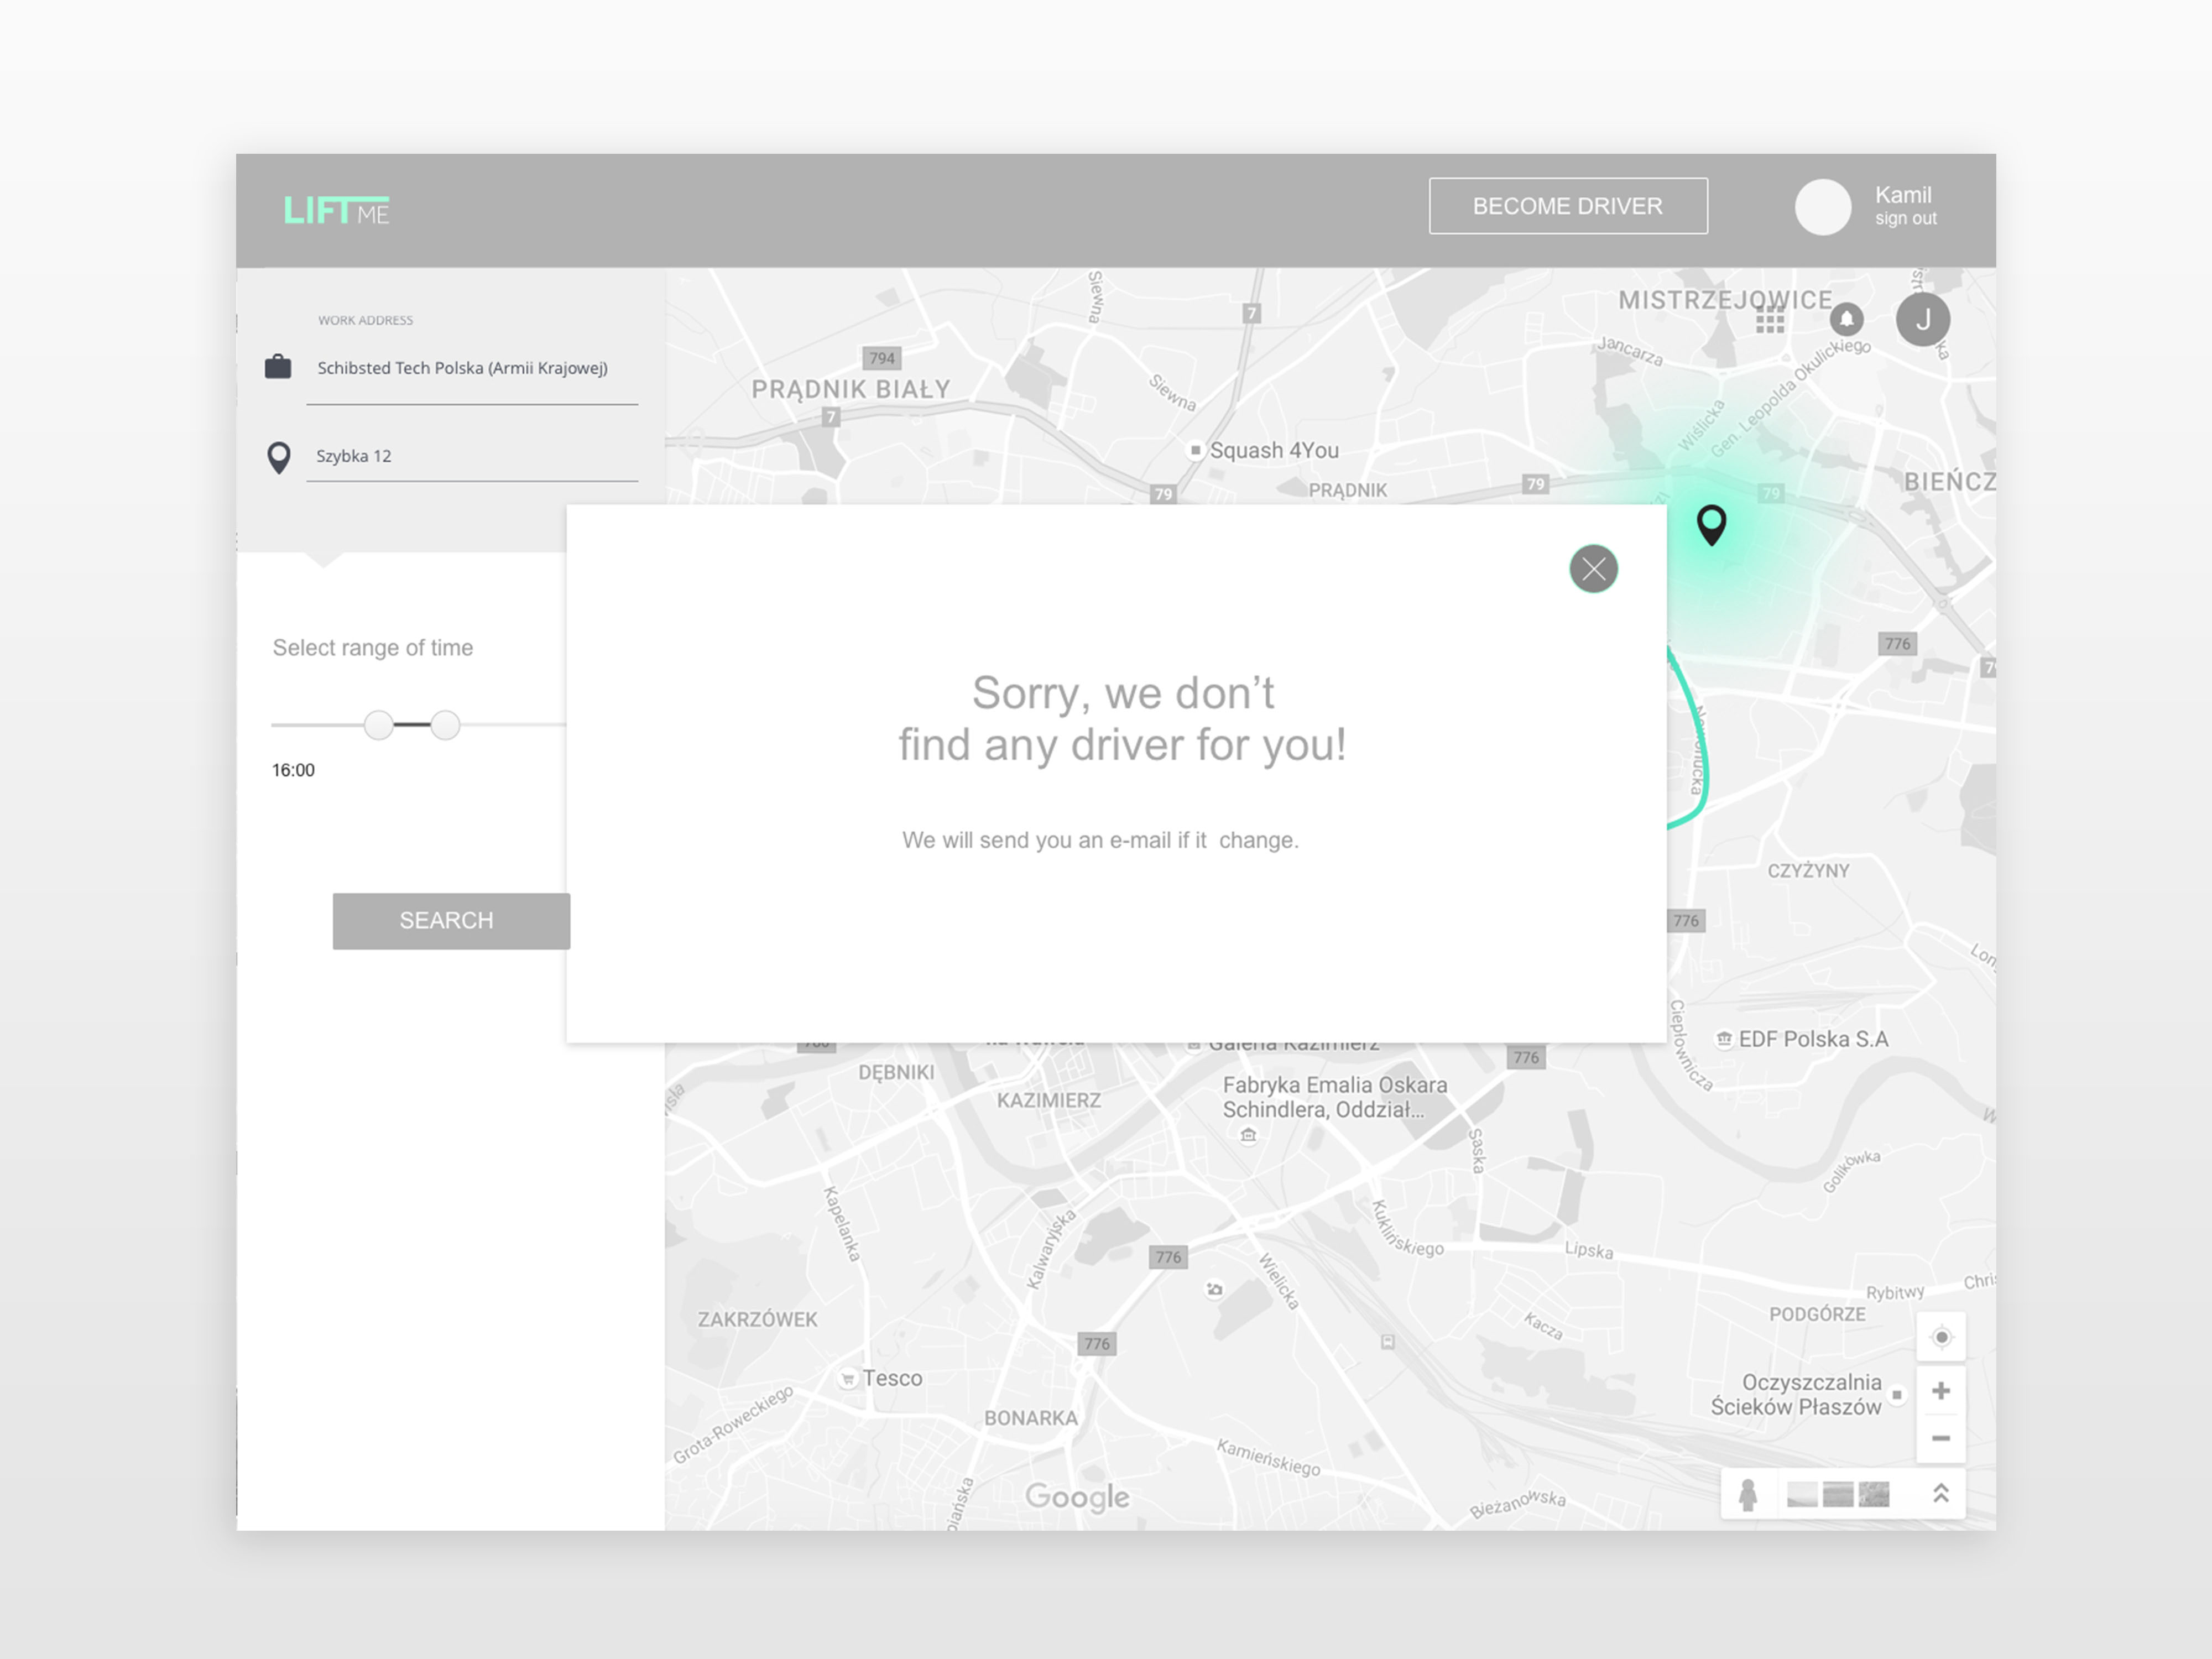 LIFT ME
BECOME DRIVER
Kamil
sign out
WORK ADDRESS
Schibsted Tech Polska (Armii Krajowej)
Szybka 12
Select range of time
16:00
SEARCH
Sorry, we don't
find any driver for you!
We will send you an e-mail if it  change.
Siewna
7
MISTRZEJOWICE
J
794
Jancarza
PRĄDNIK BIAŁY
7
Siewna
Gen. Leopolda Okulickiego
Wiślicka
Squash 4You
79
PRĄDNIK
79
79
BIEŃCZ
776
79
Nowohucka
CZYŻYNY
776
Ciepłownicza
EDF Polska S.A
Galeria Kazimierz
776
DĘBNIKI
KAZIMIERZ
Fabryka Emalia Oskara
Schindlera, Oddział...
Saska
Golikówka
Kapelanka
Kalwaryjska
Kuklińskiego
776
Wielicka
Lipska
Rybitwy
Chris
ZAKRZÓWEK
Kacza
PODGÓRZE
776
Tesco
Oczyszczalnia
Ścieków Płaszów
Grota-Roweckiego
BONARKA
Kamieńskiego
Google
Bieżanowska